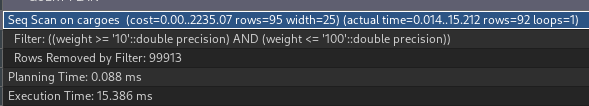 Seq Scan on cargoes (cost=0.00..2235.07 rows=95 width=25) (actual time=0.014..15.212 rows=92 loops=1)
Filter: ((weight >= '10'::double precision) AND (weight <= '100'::double precision))
Rows Removed by Filter: 99913
Planning Time: 0.088 ms
Execution Time: 15.386 ms